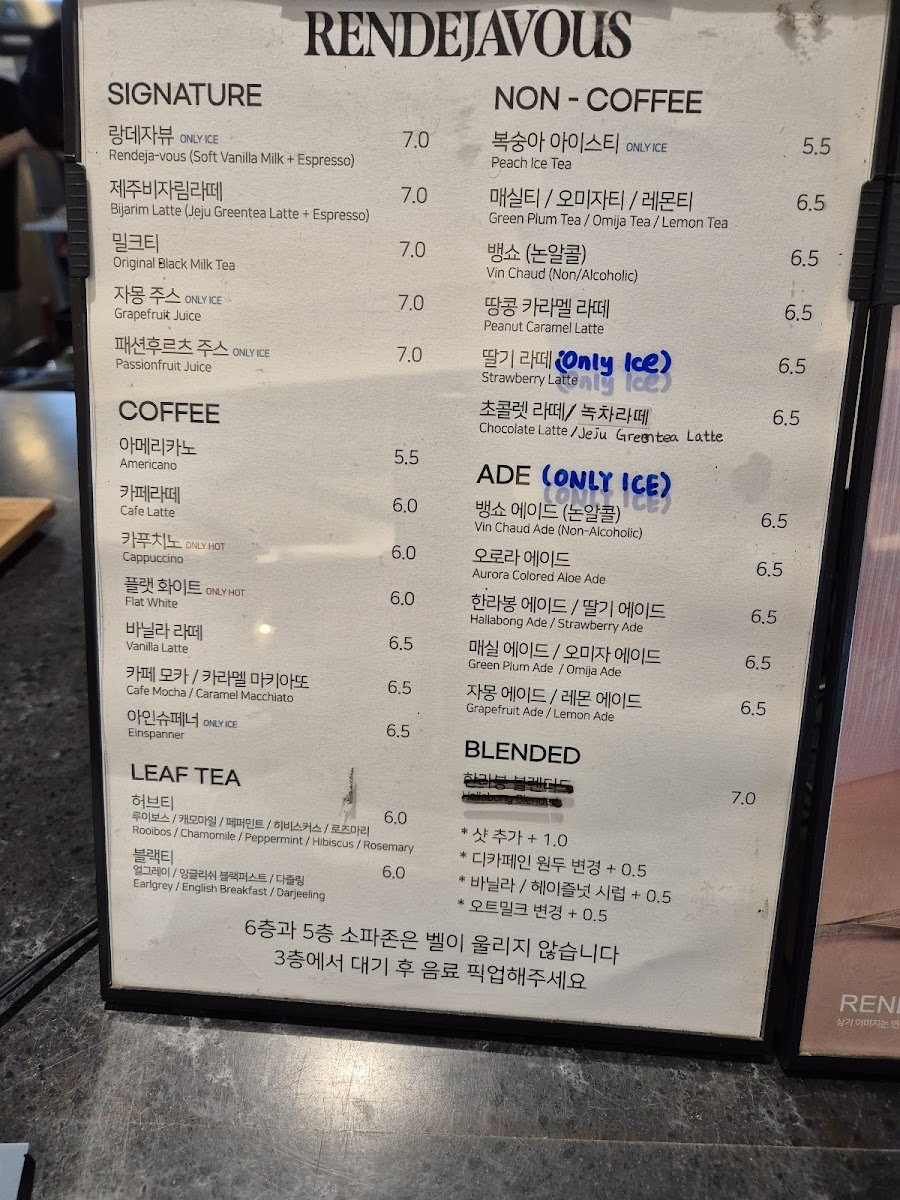 RENDEJAVOUS
SIGNATURE
랑데자뷰 ONLY ICE 7.0
Rendeja-vous (Soft Vanilla Milk + Espresso)
제주비자림라떼 7.0
Bijarim Latte (Jeju Greentea Latte + Espresso)
밀크티 7.0
Original Black Milk Tea
자몽 주스 ONLY ICE 7.0
Grapefruit Juice
패션후르츠 주스 ONLY ICE 7.0
Passionfruit Juice
COFFEE
아메리카노 5.5
Americano
카페라떼 6.0
Cafe Latte
카푸치노 ONLY HOT 6.0
Cappuccino
플랫 화이트 ONLY HOT 6.0
Flat White
바닐라 라떼 6.5
Vanilla Latte
카페 모카 / 카라멜 마키아또 6.5
Cafe Mocha / Caramel Macchiato
아인슈페너 ONLY ICE 6.5
Einspanner
LEAF TEA
허브티 6.0
루이보스 / 캐모마일 / 페퍼민트 / 히비스커스 / 로즈마리
Rooibos / Chamomile / Peppermint / Hibiscus / Rosemary
블랙티 6.0
얼그레이 / 잉글리쉬 블랙퍼스트 / 다즐링
Earlgrey / English Breakfast / Darjeeling
NON - COFFEE
복숭아 아이스티 ONLY ICE 5.5
Peach Ice Tea
매실티 / 오미자티 / 레몬티 6.5
Green Plum Tea / Omija Tea / Lemon Tea
뱅쇼 (논알콜) 6.5
Vin Chaud (Non/Alcoholic)
땅콩 카라멜 라떼 6.5
Peanut Caramel Latte
딸기 라떼 (Only Ice) 6.5
Strawberry Latte
초콜렛 라떼 / 녹차라떼 6.5
Chocolate Latte / Jeju Greentea Latte
ADE (ONLY ICE)
뱅쇼 에이드 (논알콜) 6.5
Vin Chaud Ade (Non-Alcoholic)
오로라 에이드 6.5
Aurora Colored Aloe Ade
한라봉 에이드 / 딸기 에이드 6.5
Hallabong Ade / Strawberry Ade
매실 에이드 / 오미자 에이드 6.5
Green Plum Ade / Omija Ade
자몽 에이드 / 레몬 에이드 6.5
Grapefruit Ade / Lemon Ade
BLENDED
한라봉 블렌디드 7.0
Hallabong Blended
* 샷 추가 + 1.0
* 디카페인 원두 변경 + 0.5
* 바닐라 / 헤이즐넛 시럽 + 0.5
* 오트밀크 변경 + 0.5
6층과 5층 소파존은 벨이 울리지 않습니다
3층에서 대기 후 음료 픽업해주세요
REN
상기 이미지는